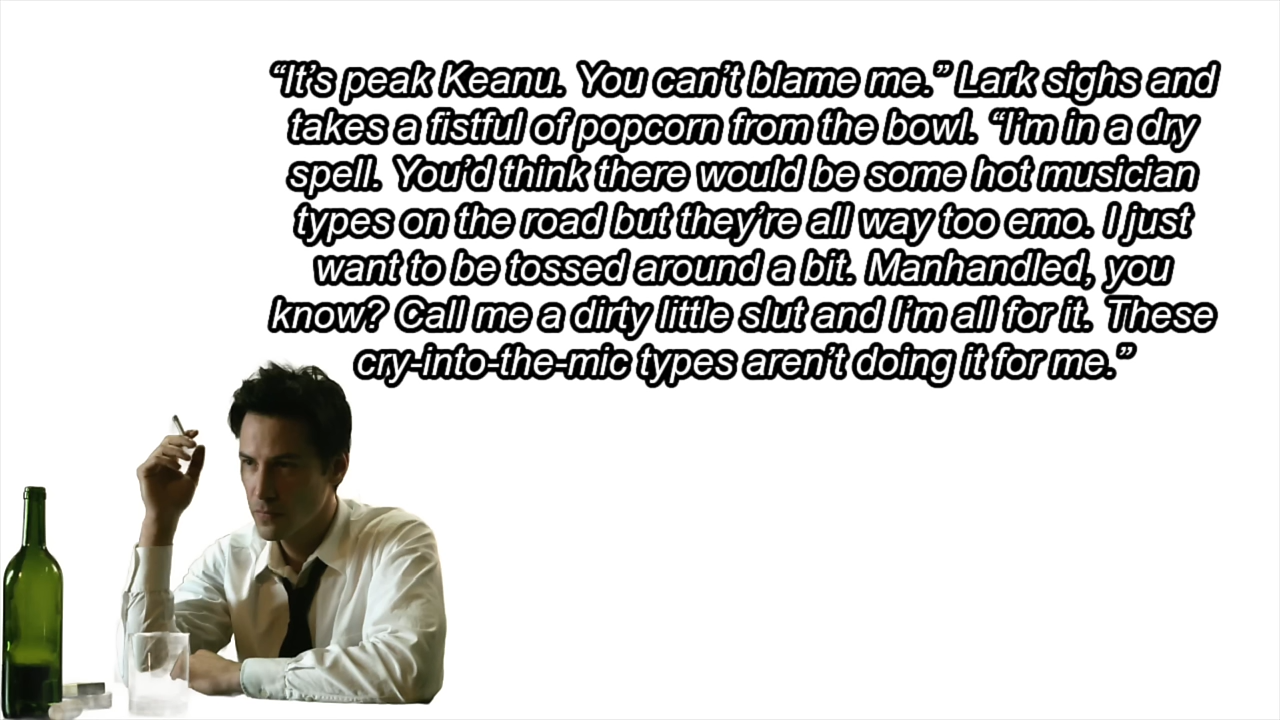 “It’s peak Keanu. You can’t blame me.” Lark sighs and
takes a fistful of popcorn from the bowl. “I’m in a dry
spell. You’d think there would be some hot musician
types on the road but they’re all way too emo. I just
want to be tossed around a bit. Manhandled, you
know? Call me a dirty little slut and I’m all for it. These
cry-into-the-mic types aren’t doing it for me.”